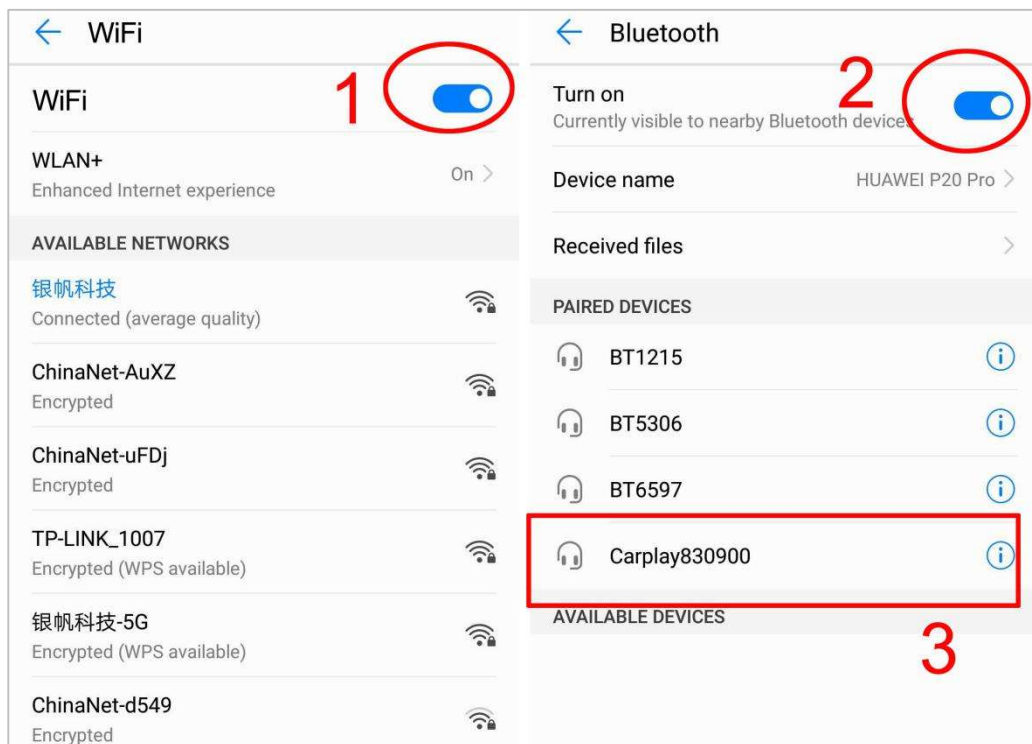 WiFi
WiFi
1
WLAN+
Enhanced Internet experience
On
AVAILABLE NETWORKS
银帆科技
Connected (average quality)
ChinaNet-AuXZ
Encrypted
ChinaNet-uFDj
Encrypted
TP-LINK_1007
Encrypted (WPS available)
银帆科技-5G
Encrypted (WPS available)
ChinaNet-d549
Encrypted
Bluetooth
Turn on
2
Currently visible to nearby Bluetooth devices
Device name
HUAWEI P20 Pro
Received files
PAIRED DEVICES
BT1215
BT5306
BT6597
Carplay830900
AVAILABLE DEVICES
3